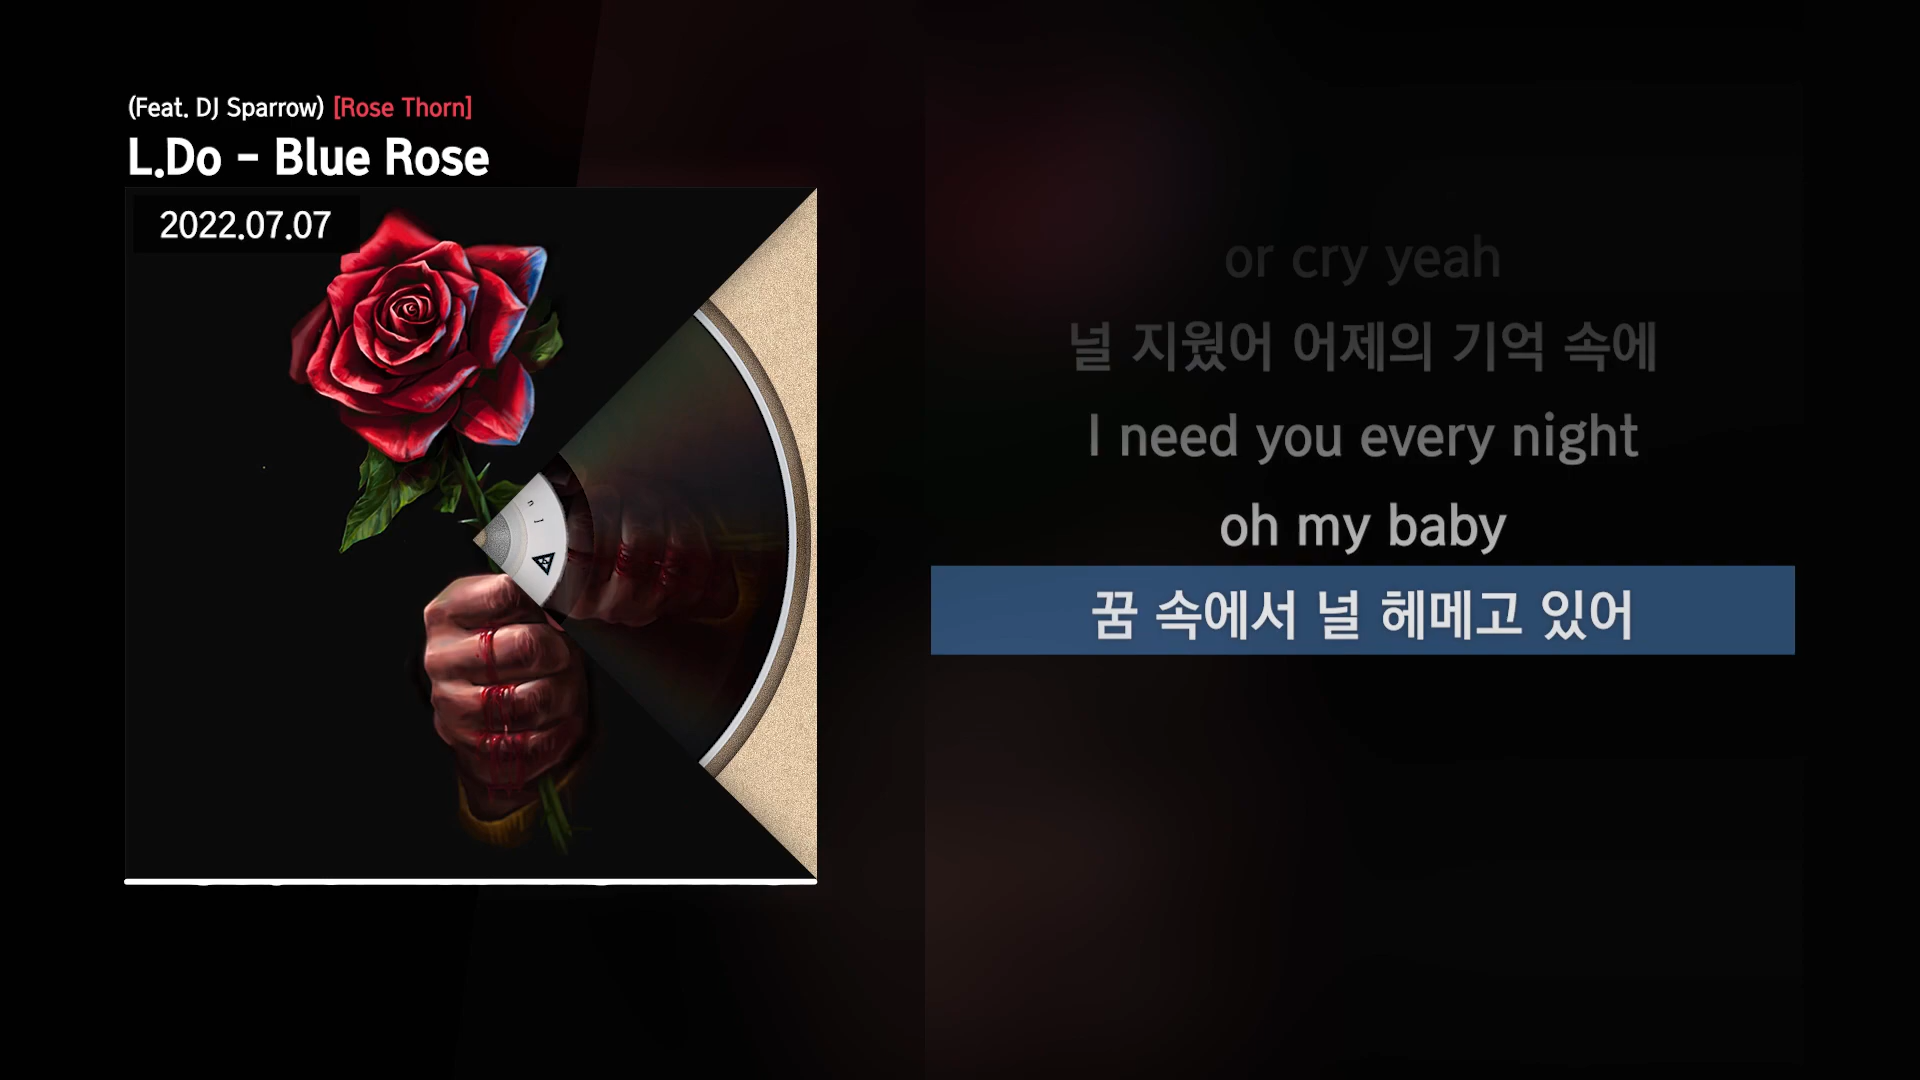 (Feat. DJ Sparrow) [Rose Thorn]
L.Do - Blue Rose
2022.07.07
or cry yeah
널 지웠어 어제의 기억 속에
I need you every night
oh my baby
꿈 속에서 널 헤메고 있어